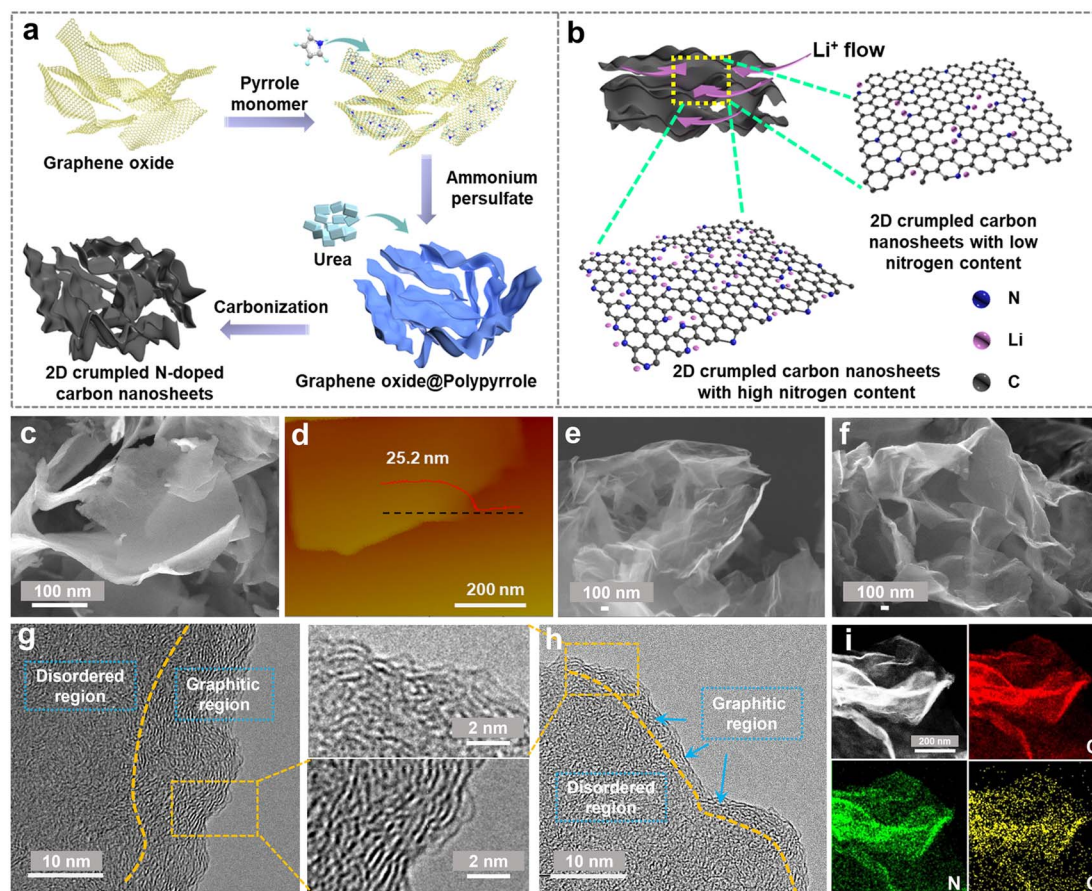 a
Pyrrole
monomer
Graphene oxide
Ammonium
persulfate
Urea
Carbonization
2D crumpled N-doped
carbon nanosheets
Graphene oxide@Polypyrrole
b
Li⁺ flow
2D crumpled carbon
nanosheets with low
nitrogen content
N
Li
C
2D crumpled carbon nanosheets
with high nitrogen content
c
100 nm
d
25.2 nm
200 nm
e
100 nm
f
100 nm
g
Disordered
region
Graphitic
region
10 nm
2 nm
2 nm
h
Graphitic
region
Disordered
region
10 nm
i
200 nm
N